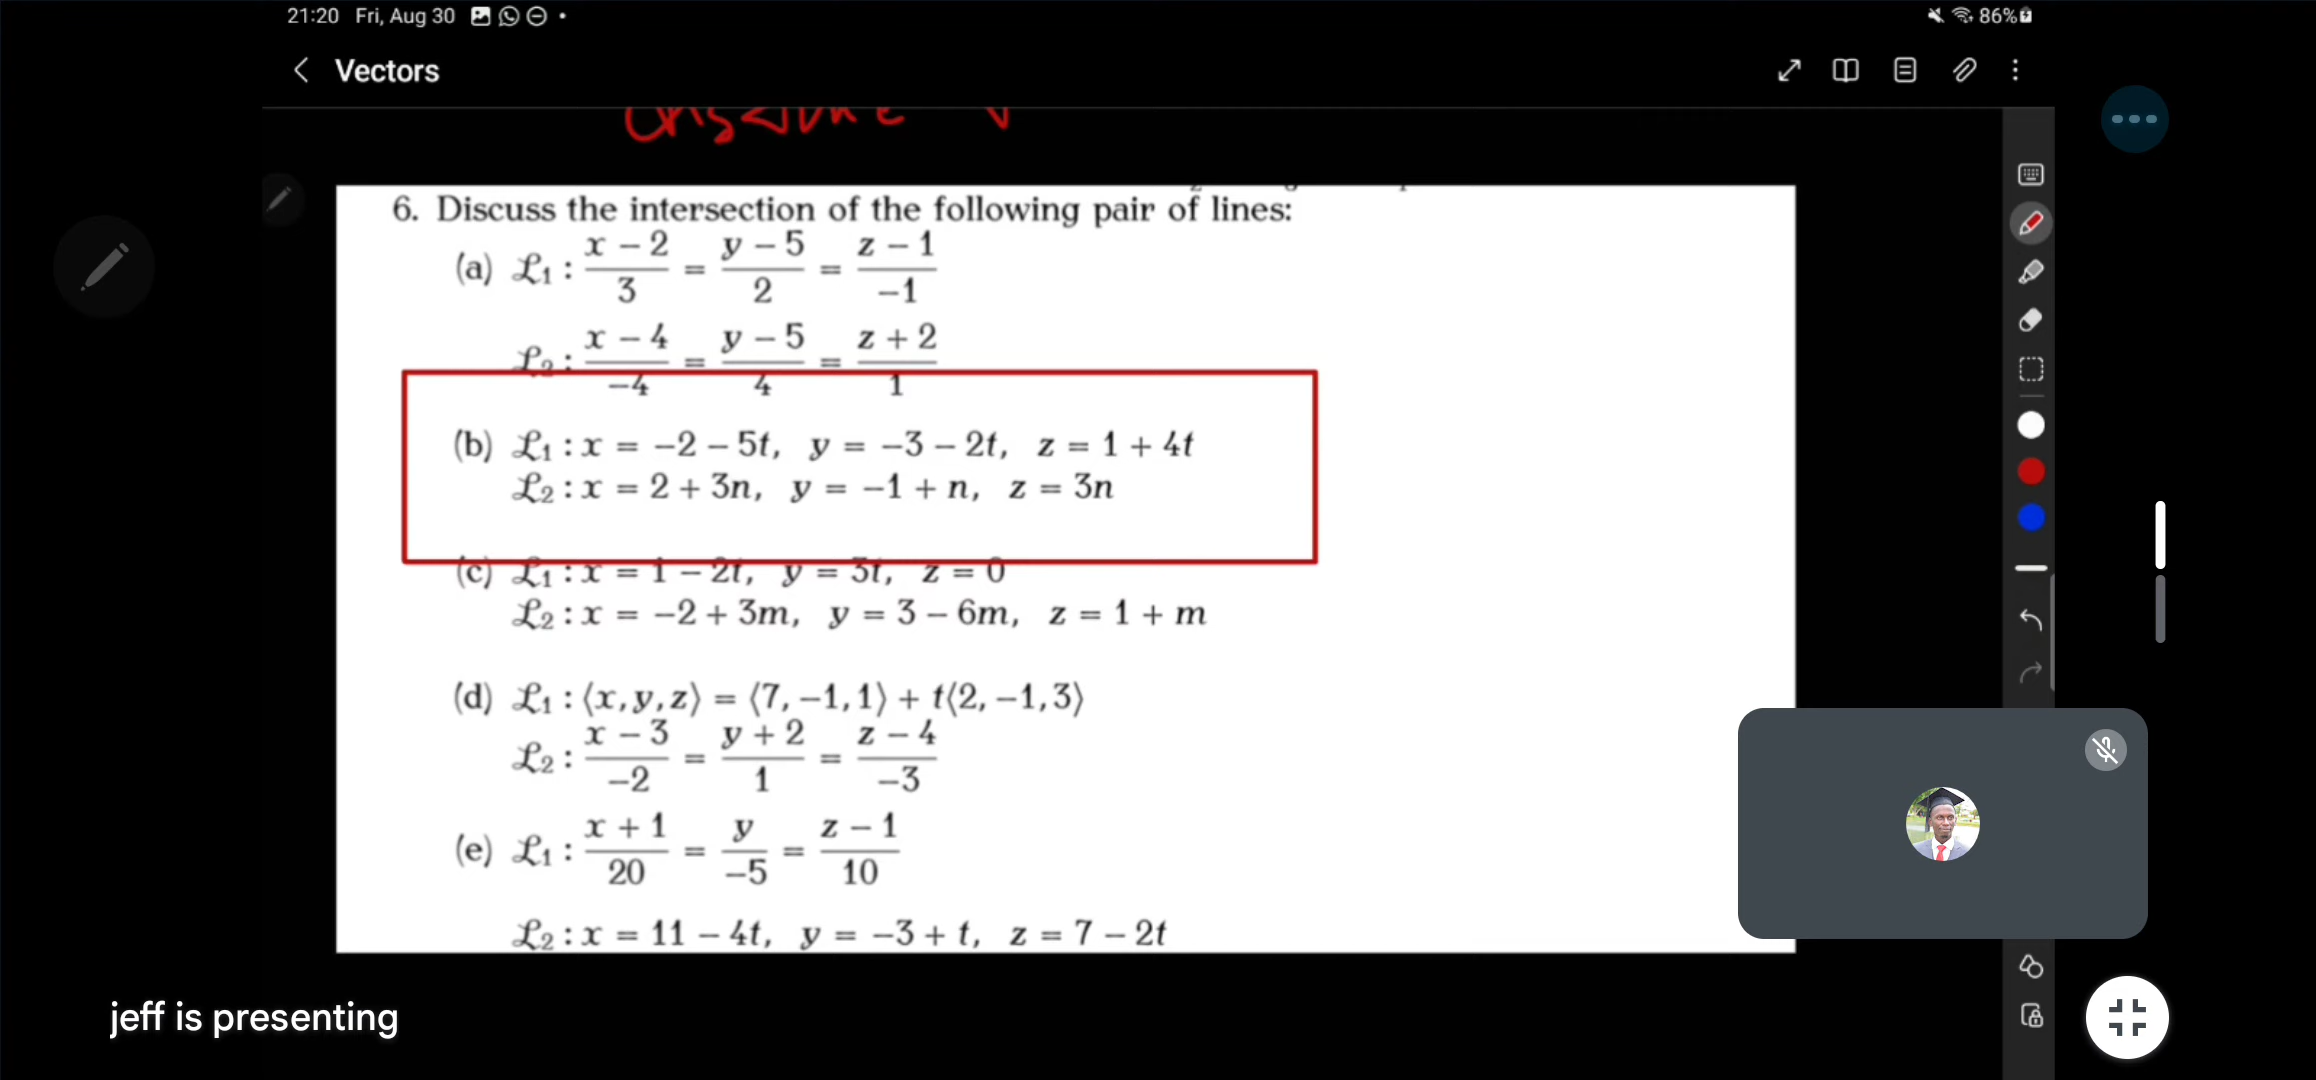 21:20 Fri, Aug 30
86%
Vectors
6. Discuss the intersection of the following pair of lines:
(a) ℒ₁ : (x − 2)/3 = (y − 5)/2 = (z − 1)/−1
ℒ₂ : (x − 4)/−4 = (y − 5)/4 = (z + 2)/1
(b) ℒ₁ : x = −2 − 5t, y = −3 − 2t, z = 1 + 4t
ℒ₂ : x = 2 + 3n, y = −1 + n, z = 3n
(c) ℒ₁ : x = 1 − 2t, y = 3t, z = 0
ℒ₂ : x = −2 + 3m, y = 3 − 6m, z = 1 + m
(d) ℒ₁ : ⟨x, y, z⟩ = ⟨7, −1, 1⟩ + t⟨2, −1, 3⟩
ℒ₂ : (x − 3)/−2 = (y + 2)/1 = (z − 4)/−3
(e) ℒ₁ : (x + 1)/20 = y/−5 = (z − 1)/10
ℒ₂ : x = 11 − 4t, y = −3 + t, z = 7 − 2t
jeff is presenting